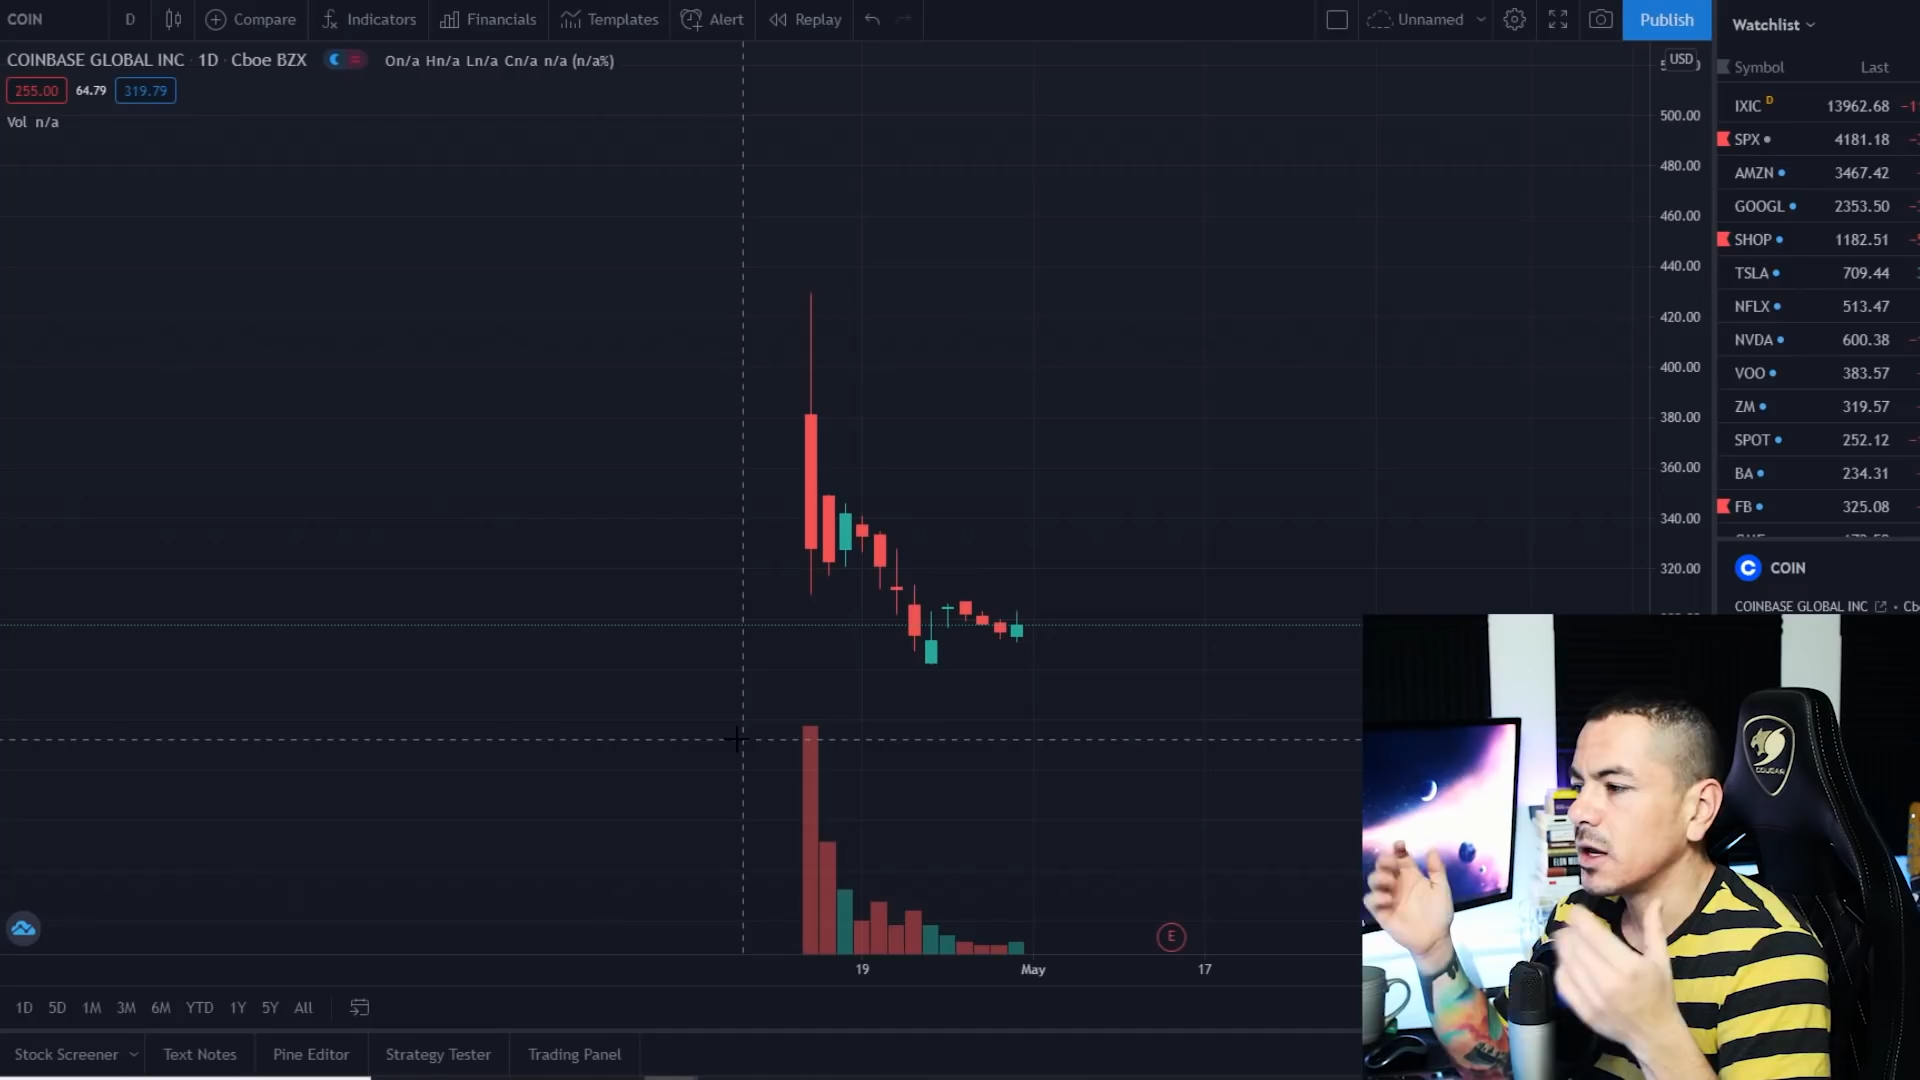 COIN
D
Compare
Indicators
Financials
Templates
Alert
Replay
Unnamed
Publish
COINBASE GLOBAL INC · 1D · Cboe BZX
On/a Hn/a Ln/a Cn/a n/a (n/a%)
255.00 64.79 319.79
Vol n/a
USD
500.00
480.00
460.00
440.00
420.00
400.00
380.00
360.00
340.00
320.00
19
May
17
E
1D 5D 1M 3M 6M YTD 1Y 5Y All
Stock Screener
Text Notes
Pine Editor
Strategy Tester
Trading Panel
Watchlist
Symbol Last
IXIC D 13962.68
SPX 4181.18
AMZN 3467.42
GOOGL 2353.50
SHOP 1182.51
TSLA 709.44
NFLX 513.47
NVDA 600.38
VOO 383.57
ZM 319.57
SPOT 252.12
BA 234.31
FB 325.08
C COIN
COINBASE GLOBAL INC
COUGAR